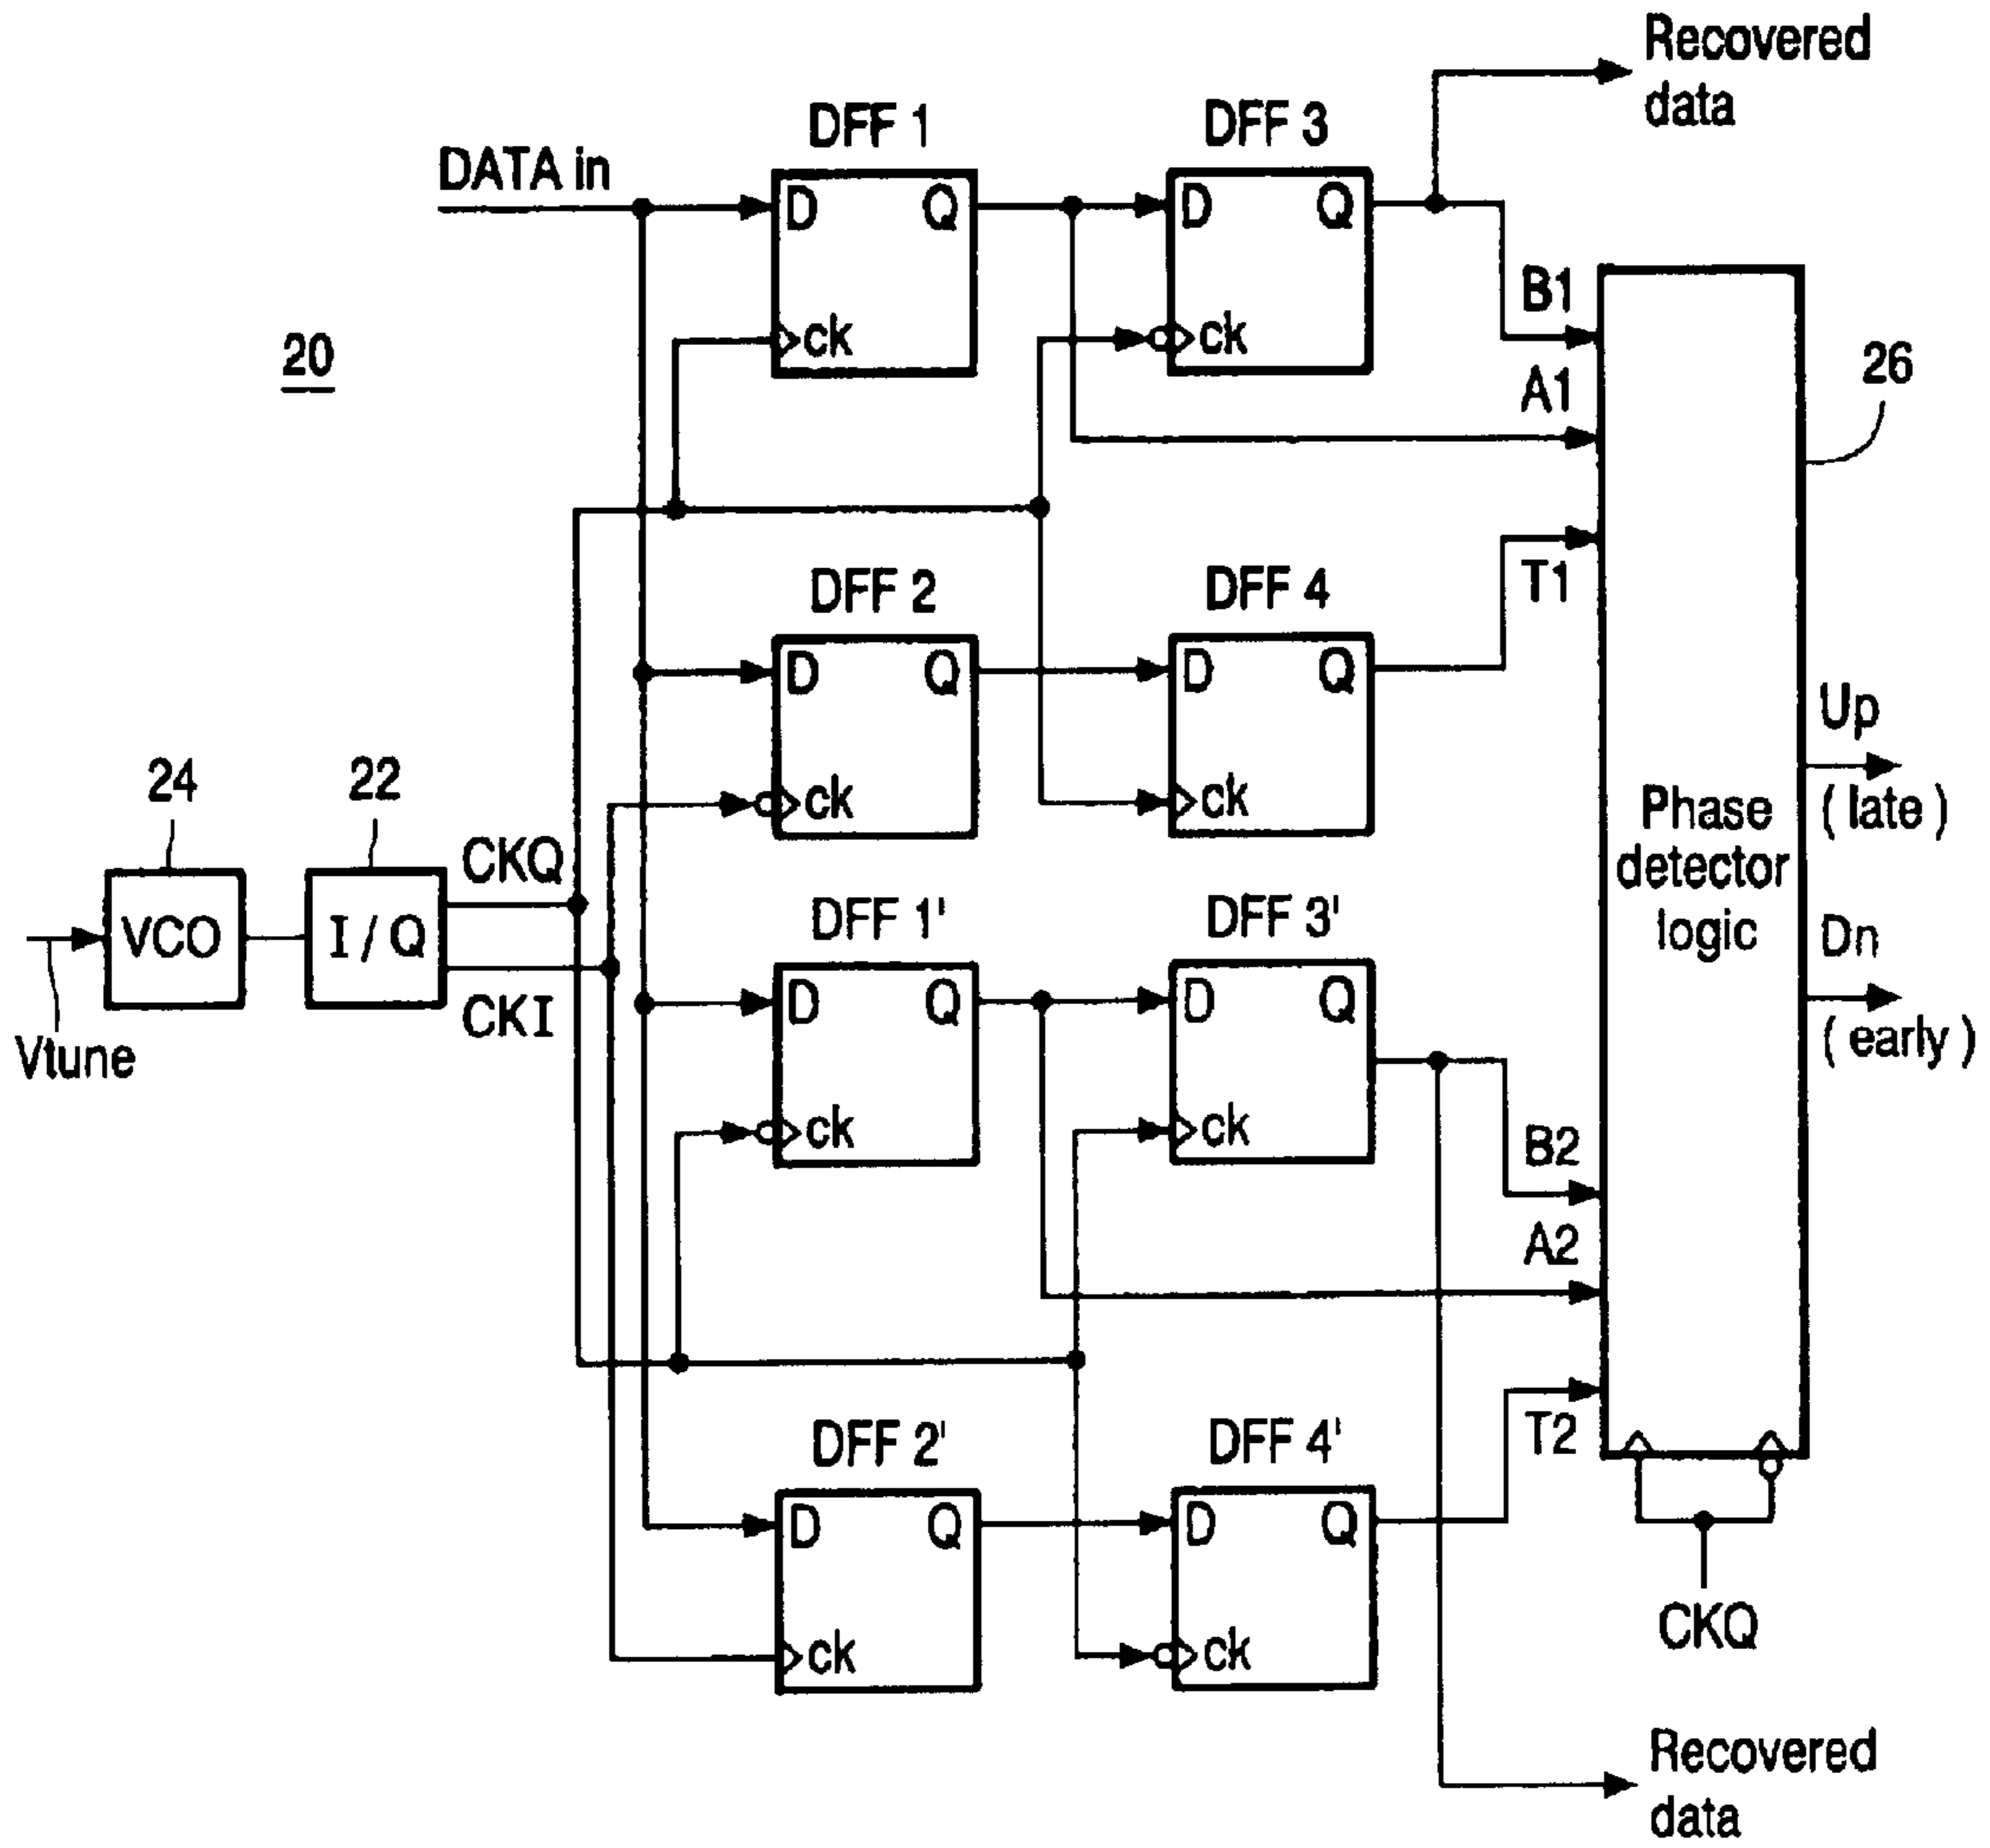 Recovered
data
DFF 1
DFF 3
DATA in
D
Q
D
Q
B1
20
ck
ck
A1
26
DFF 2
DFF 4
T1
D
Q
D
Q
Up
24
22
ck
ck
Phase
( late )
detector
CKQ
DFF 1'
DFF 3'
logic
Dn
VCO
I / Q
D
Q
D
Q
CKI
( early )
Vtune
ck
ck
B2
A2
DFF 2'
DFF 4'
T2
D
Q
D
Q
ck
ck
CKQ
Recovered
data